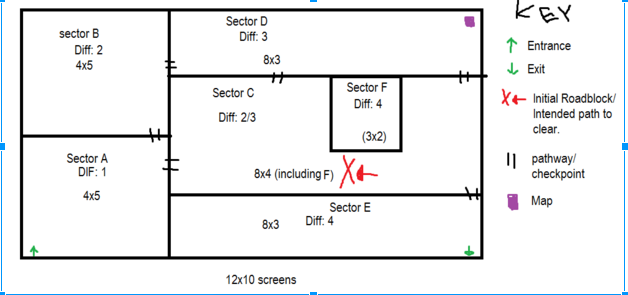 KEY
sector B
Diff: 2
4x5
Sector D
Diff: 3
8x3
Sector C
Diff: 2/3
Sector F
Diff: 4
(3x2)
8x4 (including F)
Sector A
DIF: 1
4x5
Sector E
Diff: 4
8x3
12x10 screens
Entrance
Exit
Initial Roadblock/
Intended path to
clear.
pathway/
checkpoint
Map